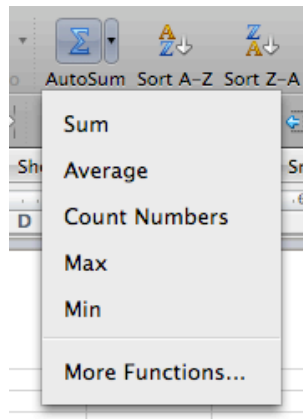 AutoSum Sort A-Z Sort Z-A
Sum
Average
Count Numbers
Max
Min
More Functions...
D